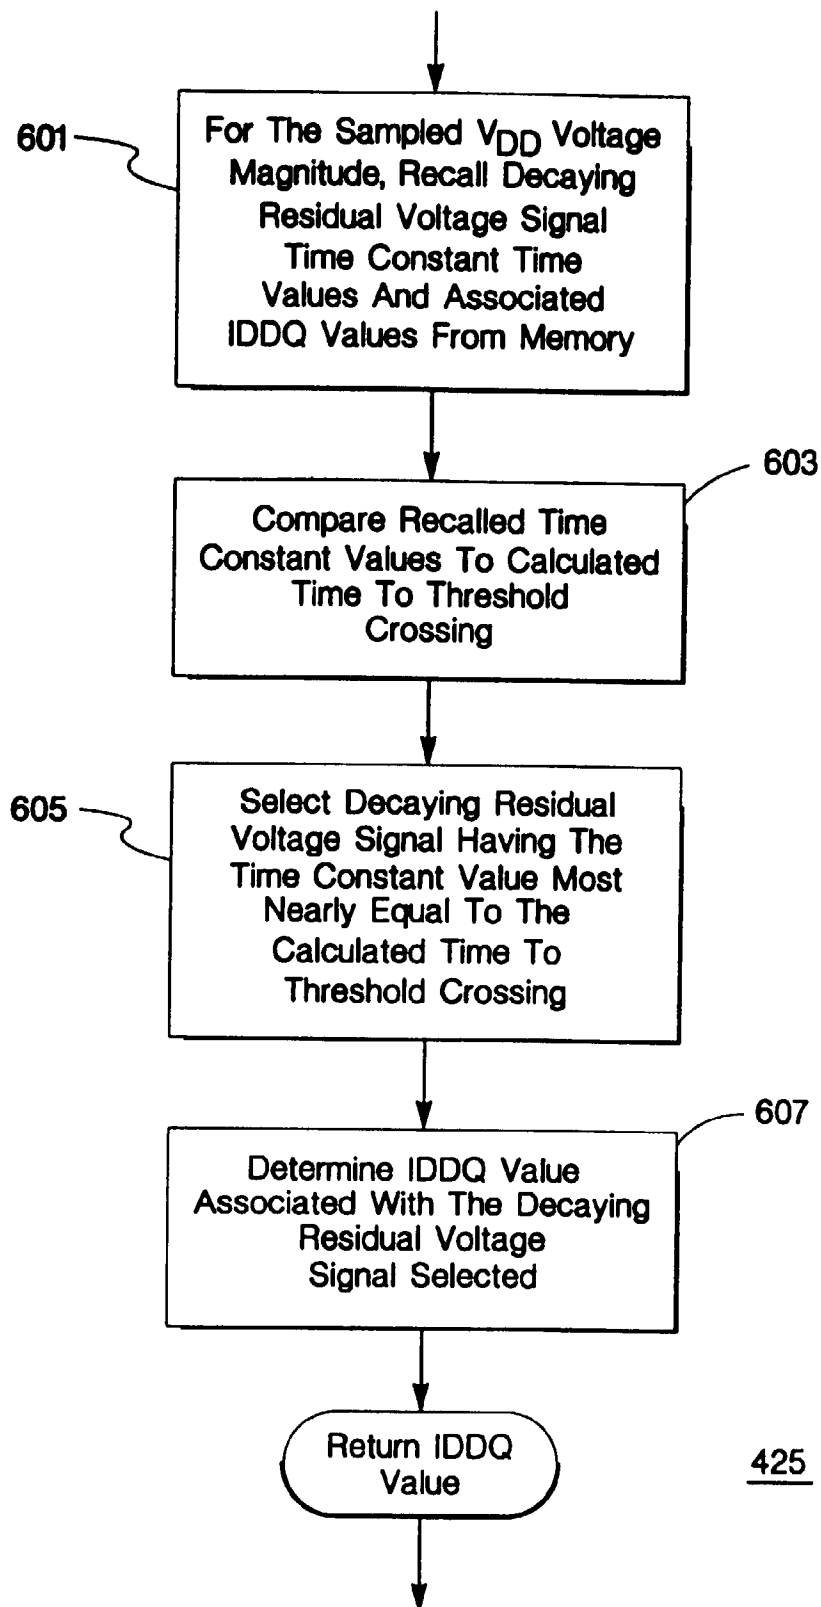 601
For The Sampled VDD Voltage
Magnitude, Recall Decaying
Residual Voltage Signal
Time Constant Time
Values And Associated
IDDQ Values From Memory
603
Compare Recalled Time
Constant Values To Calculated
Time To Threshold
Crossing
605
Select Decaying Residual
Voltage Signal Having The
Time Constant Value Most
Nearly Equal To The
Calculated Time To
Threshold Crossing
607
Determine IDDQ Value
Associated With The Decaying
Residual Voltage
Signal Selected
Return IDDQ
Value
425